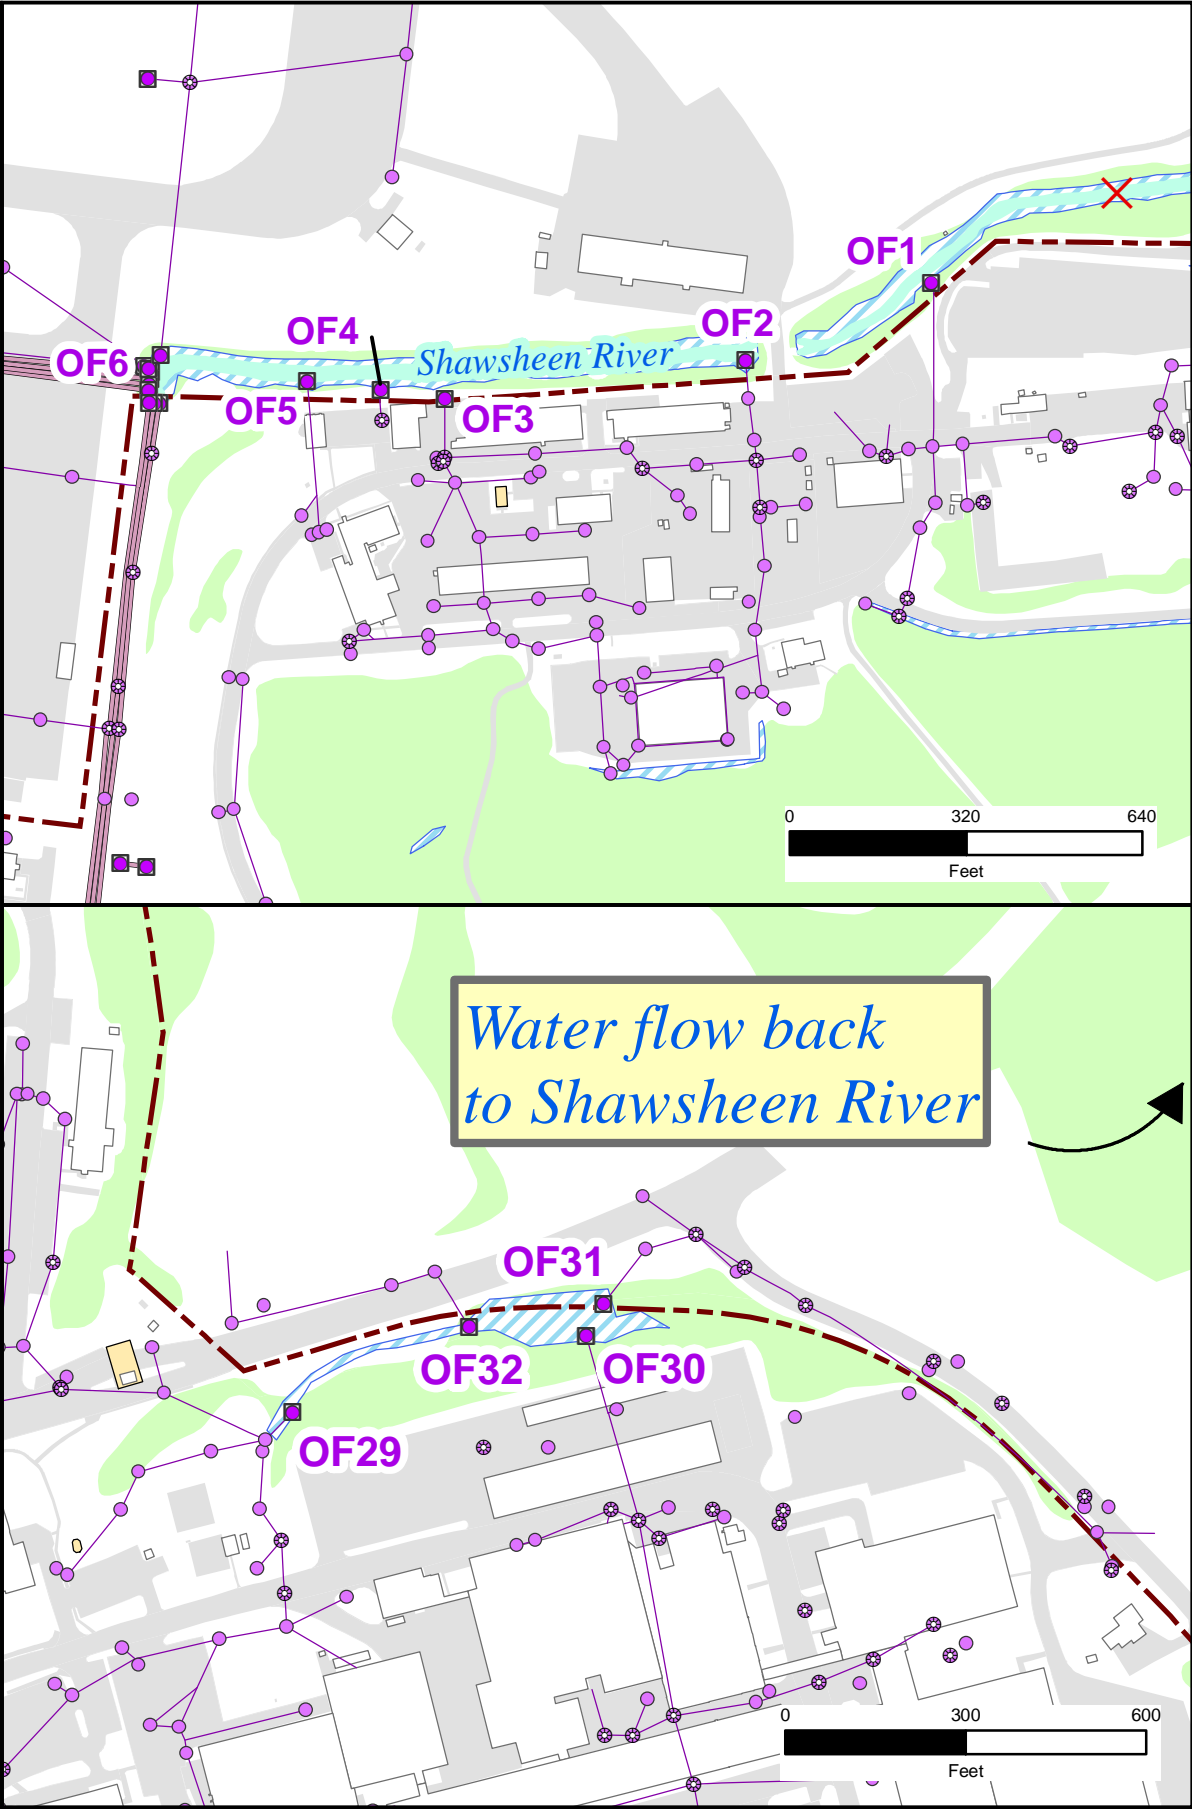 OF1
OF4
OF2
Shawsheen River
OF6
OF5
OF3
0 320 640
Feet
Water flow back
to Shawsheen River
OF31
OF32
OF30
OF29
0 300 600
Feet